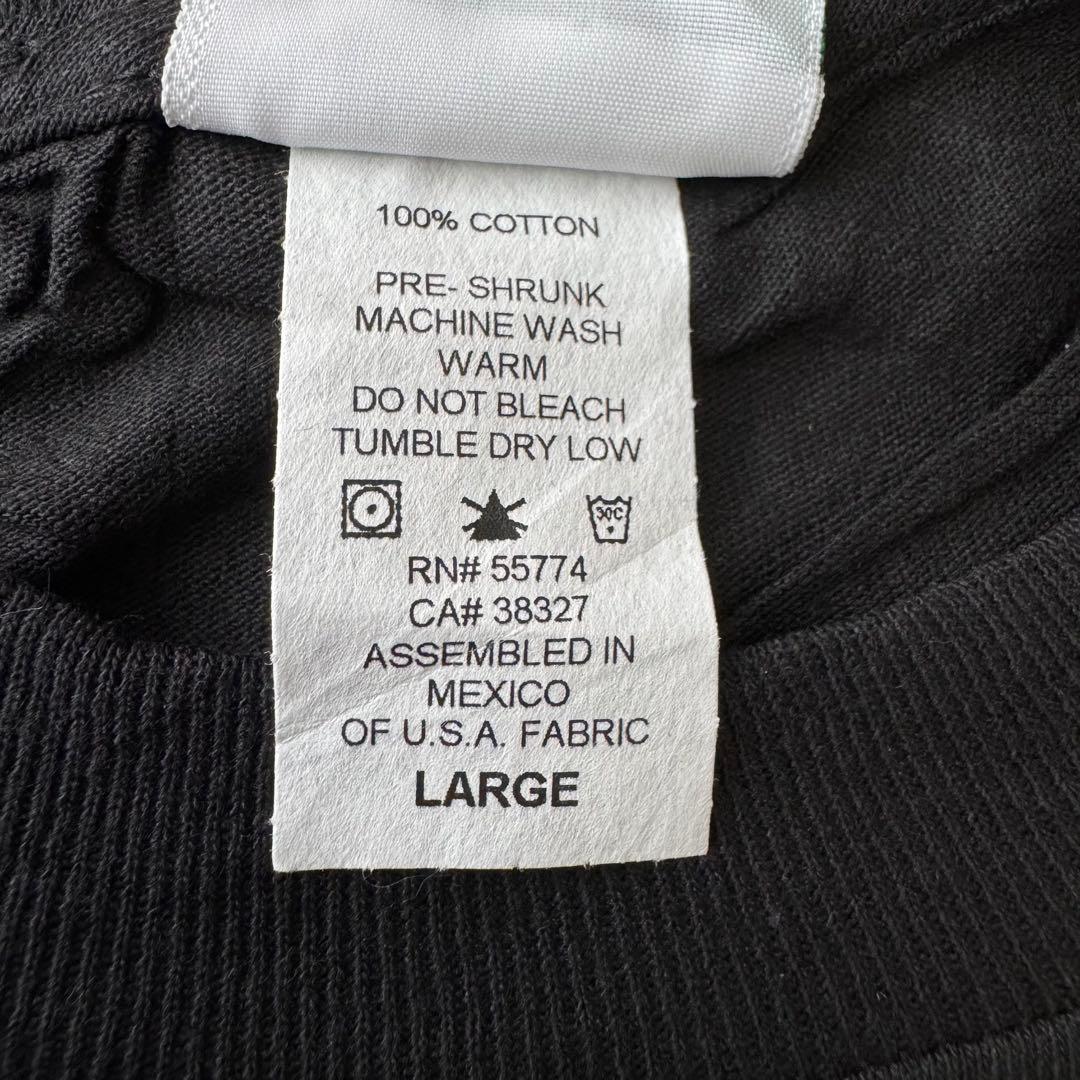 100% COTTON
PRE- SHRUNK
MACHINE WASH
WARM
DO NOT BLEACH
TUMBLE DRY LOW
30C
RN# 55774
CA# 38327
ASSEMBLED IN
MEXICO
OF U.S.A. FABRIC
LARGE